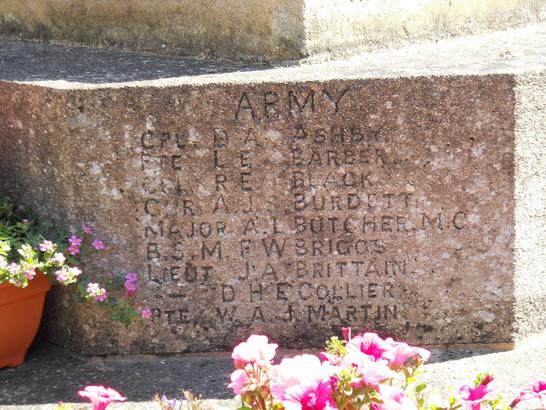 ARMY
CPL. D. A. ASHBY
PTE. L. E. BARBER
R. E. BLACK
A. J. S. BURDETT
MAJOR. A. L. BUTCHER. M. C
B. S. M. F. W. BRIGGS
LIEUT. J. A. BRITTAIN
— D. H. E. COLLIER
PTE. W. A. J. MARTIN